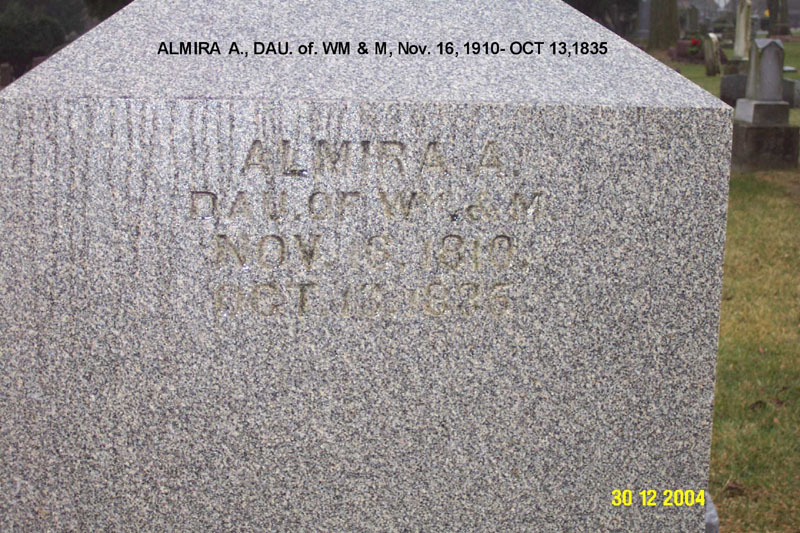 ALMIRA A., DAU. of. WM & M, Nov. 16, 1910- OCT 13,1835
ALMIRA A.
DAU. OF WM. & M.
NOV. 16, 1810.
OCT. 13, 1835.
30 12 2004